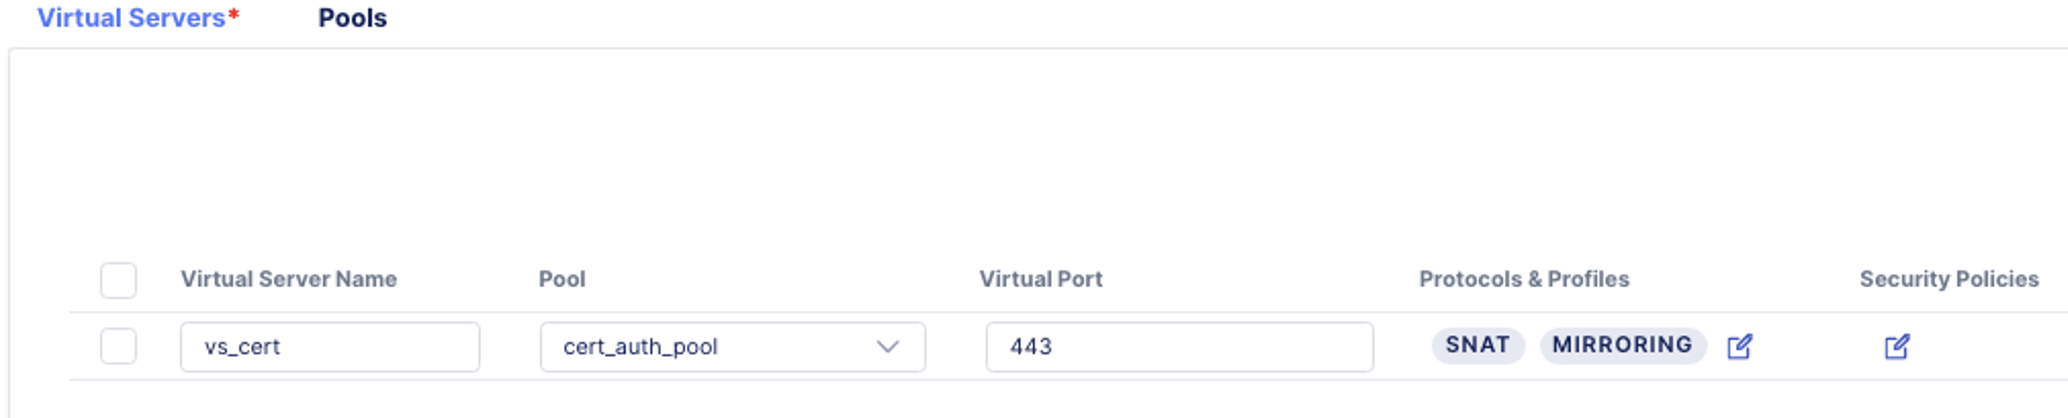 Virtual Servers* Pools
Virtual Server Name Pool Virtual Port Protocols & Profiles Security Policies
vs_cert cert_auth_pool 443 SNAT MIRRORING